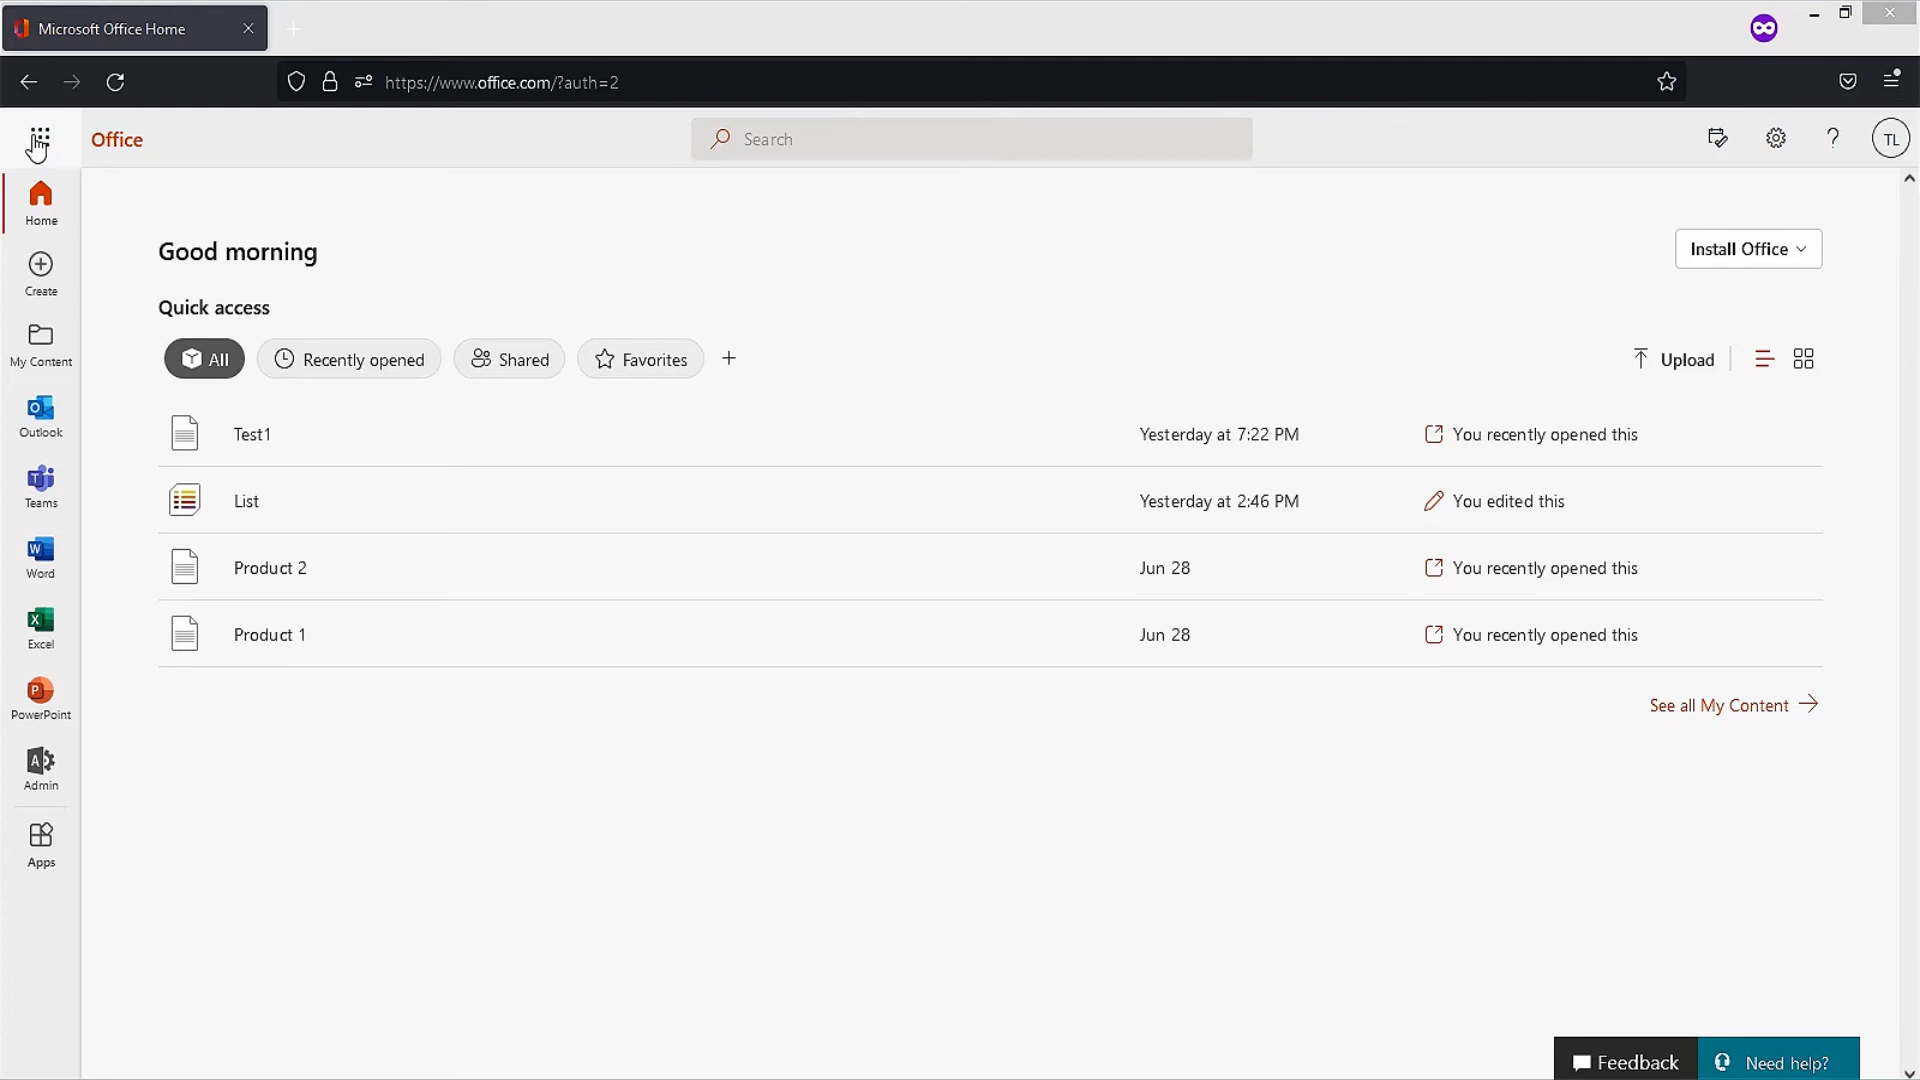 Microsoft Office Home
https://www.office.com/?auth=2
Office
Search
TL
Home
Create
My Content
Outlook
Teams
Word
Excel
PowerPoint
Admin
Apps
Good morning
Install Office
Quick access
All
Recently opened
Shared
Favorites
Upload
Test1 Yesterday at 7:22 PM You recently opened this
List Yesterday at 2:46 PM You edited this
Product 2 Jun 28 You recently opened this
Product 1 Jun 28 You recently opened this
See all My Content
Feedback
Need help?